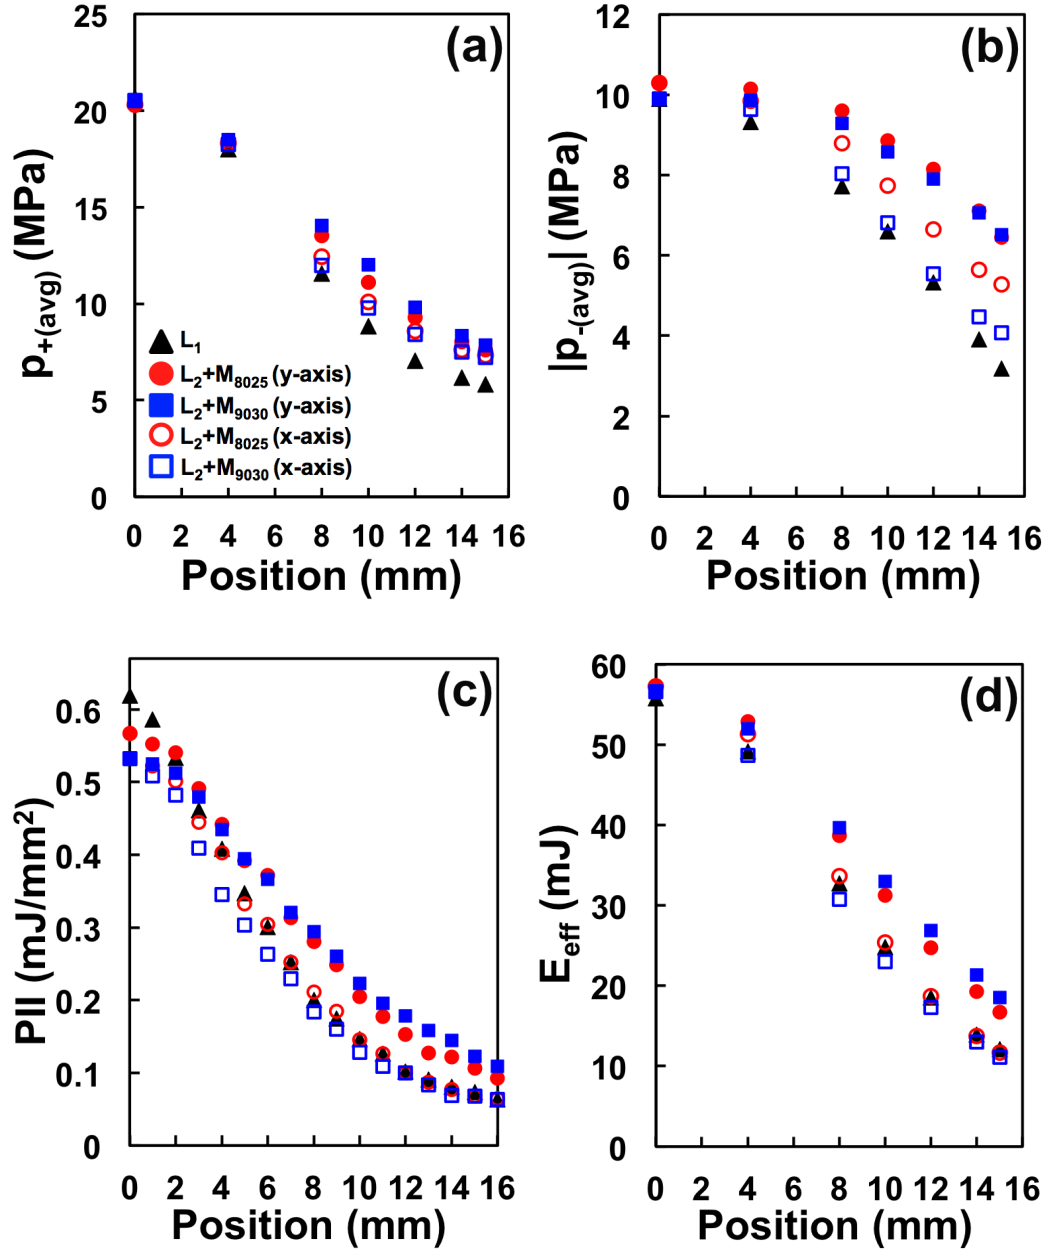 (a)
25
20
15
10
5
0
p+(avg) (MPa)
L1
L2+M8025 (y-axis)
L2+M9030 (y-axis)
L2+M8025 (x-axis)
L2+M9030 (x-axis)
0 2 4 6 8 10 12 14 16
Position (mm)
(b)
12
10
8
6
4
2
0
|p-(avg)| (MPa)
0 2 4 6 8 10 12 14 16
Position (mm)
(c)
0.6
0.5
0.4
0.3
0.2
0.1
0
PII (mJ/mm²)
0 2 4 6 8 10 12 14 16
Position (mm)
(d)
60
50
40
30
20
10
0
Eeff (mJ)
0 2 4 6 8 10 12 14 16
Position (mm)